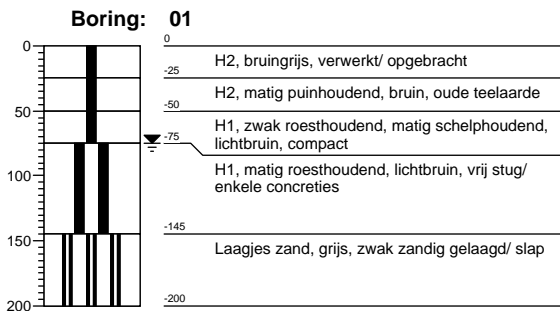 Boring: 01
0
50
100
150
200
0
H2, bruingrijs, verwerkt/ opgebracht
-25
H2, matig puinhoudend, bruin, oude teelaarde
-50
H1, zwak roesthoudend, matig schelphoudend,
lichtbruin, compact
-75
H1, matig roesthoudend, lichtbruin, vrij stug/
enkele concreties
-145
Laagjes zand, grijs, zwak zandig gelaagd/ slap
-200